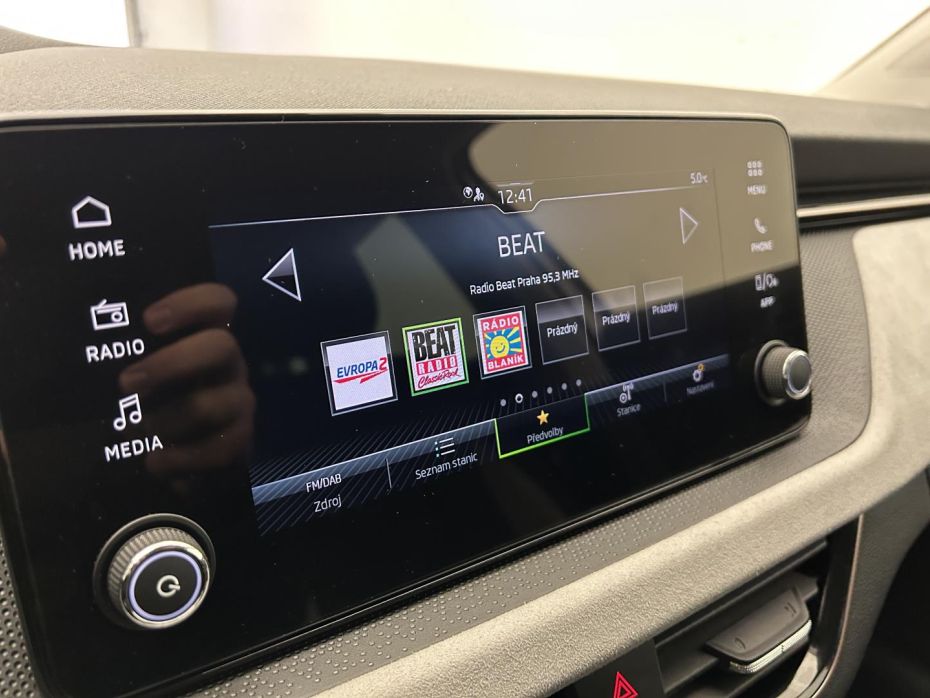 12:41
5.0°C
HOME
RADIO
MEDIA
MENU
PHONE
APP
BEAT
Radio Beat Praha 95,3 MHz
EVROPA 2
BEAT
RADIO
ClassicRock
RÁDIO
BLANÍK
Prázdný
Prázdný
Prázdný
FM/DAB
Zdroj
Seznam stanic
Předvolby
Stanice
Nastavení